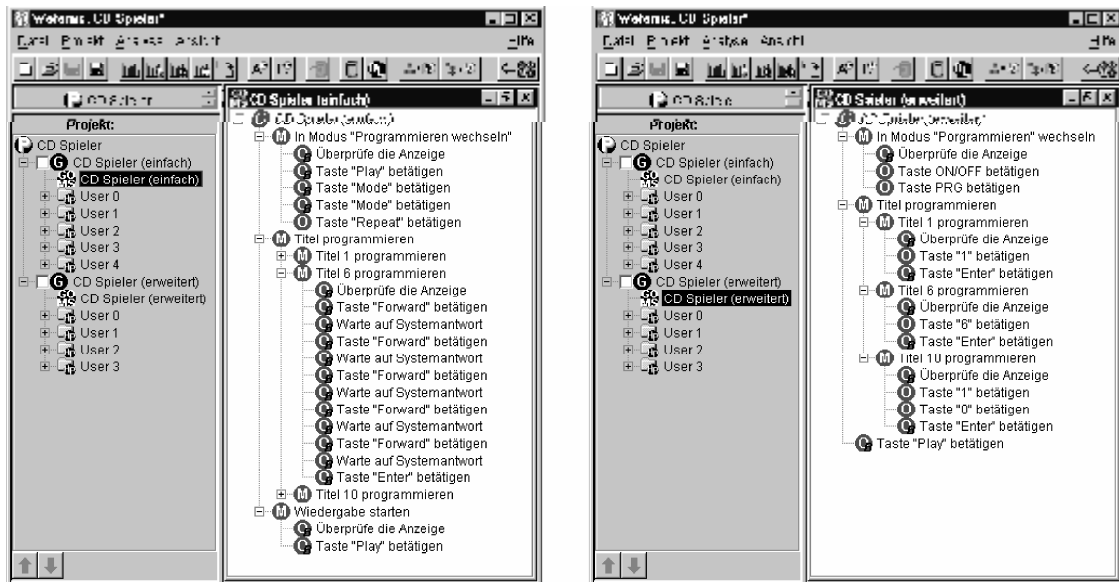 CD Spieler*
Projekt Analyse Ansicht
Hilfe
CD Spieler (einfach)
Projekt:
CD Spieler
CD Spieler (einfach)
CD Spieler (einfach)
User 0
User 1
User 2
User 3
User 4
CD Spieler (erweitert)
CD Spieler (erweitert)
User 0
User 1
User 2
User 3
CD Spieler (einfach)
In Modus "Programmieren wechseln"
Überprüfe die Anzeige
Taste "Play" betätigen
Taste "Mode" betätigen
Taste "Mode" betätigen
Taste "Repeat" betätigen
Titel programmieren
Titel 1 programmieren
Titel 6 programmieren
Überprüfe die Anzeige
Taste "Forward" betätigen
Warte auf Systemantwort
Taste "Forward" betätigen
Warte auf Systemantwort
Taste "Forward" betätigen
Warte auf Systemantwort
Taste "Forward" betätigen
Warte auf Systemantwort
Taste "Forward" betätigen
Warte auf Systemantwort
Taste "Enter" betätigen
Titel 10 programmieren
Wiedergabe starten
Überprüfe die Anzeige
Taste "Play" betätigen
CD Spieler*
Projekt Analyse Ansicht
Hilfe
CD Spieler (erweitert)
Projekt:
CD Spieler
CD Spieler (einfach)
CD Spieler (einfach)
User 0
User 1
User 2
User 3
User 4
CD Spieler (erweitert)
CD Spieler (erweitert)
User 0
User 1
User 2
User 3
CD Spieler (erweiter)*
In Modus "Porgrammieren" wechseln
Überprüfe die Anzeige
Taste ON/OFF betätigen
Taste PRG betätigen
Titel programmieren
Titel 1 programmieren
Überprüfe die Anzeige
Taste "1" betätigen
Taste "Enter" betätigen
Titel 6 programmieren
Überprüfe die Anzeige
Taste "6" betätigen
Taste "Enter" betätigen
Titel 10 programmieren
Überprüfe die Anzeige
Taste "1" betätigen
Taste "0" betätigen
Taste "Enter" betätigen
Taste "Play" betätigen